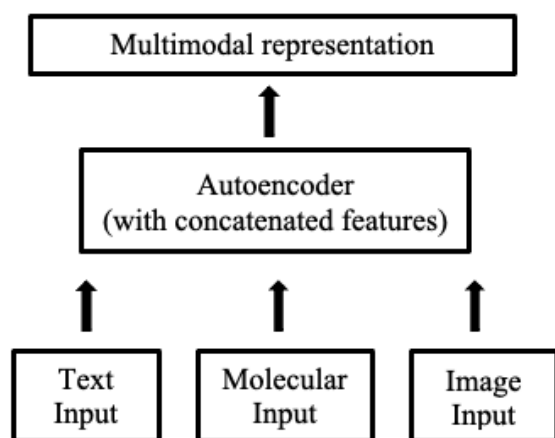 Multimodal representation
Autoencoder
(with concatenated features)
Text
Input
Molecular
Input
Image
Input